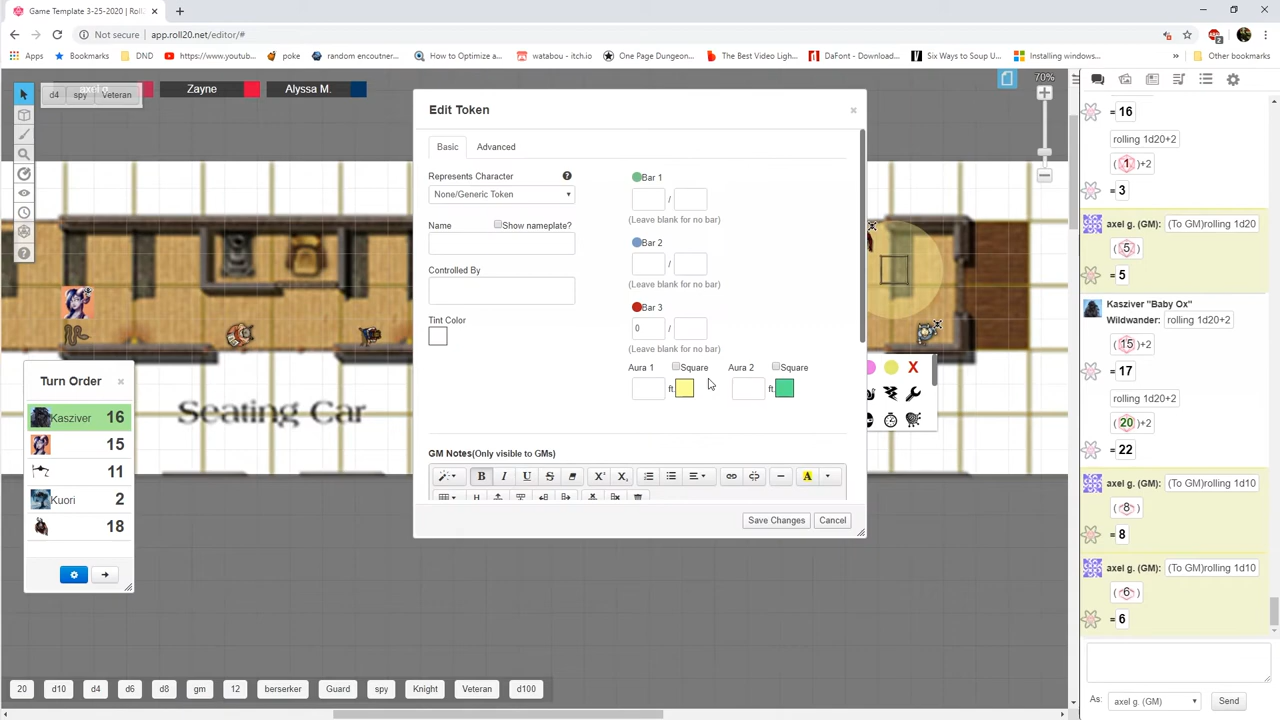 Game Template 3-25-2020 | Roll
Not secure | app.roll20.net/editor/#
Apps Bookmarks DND https://www.youtube... poke random encoutner... How to Optimize a... watabou / itch.io One Page Dungeon... The Best Video Ligh... DaFont - Download... Six Ways to Soup U... Installing windows... Other bookmarks
Zayne Alyssa M.
d4 spy Veteran
70%
Edit Token
Basic Advanced
Represents Character
None/Generic Token
Name Show nameplate?
Controlled By
Tint Color
Bar 1
/
(Leave blank for no bar)
Bar 2
/
(Leave blank for no bar)
Bar 3
0 /
(Leave blank for no bar)
Aura 1 Square Aura 2 Square
ft. ft.
GM Notes(Only visible to GMs)
Save Changes Cancel
Turn Order
Kasziver 16
15
11
Kuori 2
18
Seating Car
= 16
rolling 1d20+2
(1)+2
= 3
axel g. (GM): (To GM)rolling 1d20
(5)
= 5
Kasziver "Baby Ox"
Wildwander: rolling 1d20+2
(15)+2
= 17
rolling 1d20+2
(20)+2
= 22
axel g. (GM): (To GM)rolling 1d10
(8)
= 8
axel g. (GM): (To GM)rolling 1d10
(6)
= 6
As: axel g. (GM) Send
20 d10 d4 d6 d8 gm 12 berserker Guard spy Knight Veteran d100